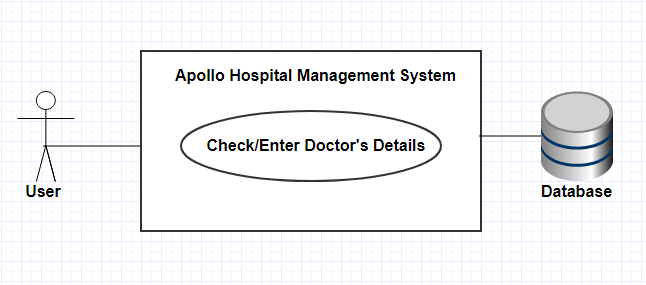 Apollo Hospital Management System
Check/Enter Doctor's Details
User
Database